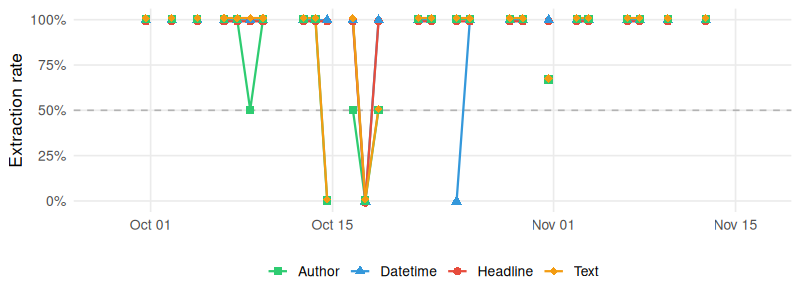 Extraction rate
100%
75%
50%
25%
0%
Oct 01
Oct 15
Nov 01
Nov 15
Author
Datetime
Headline
Text